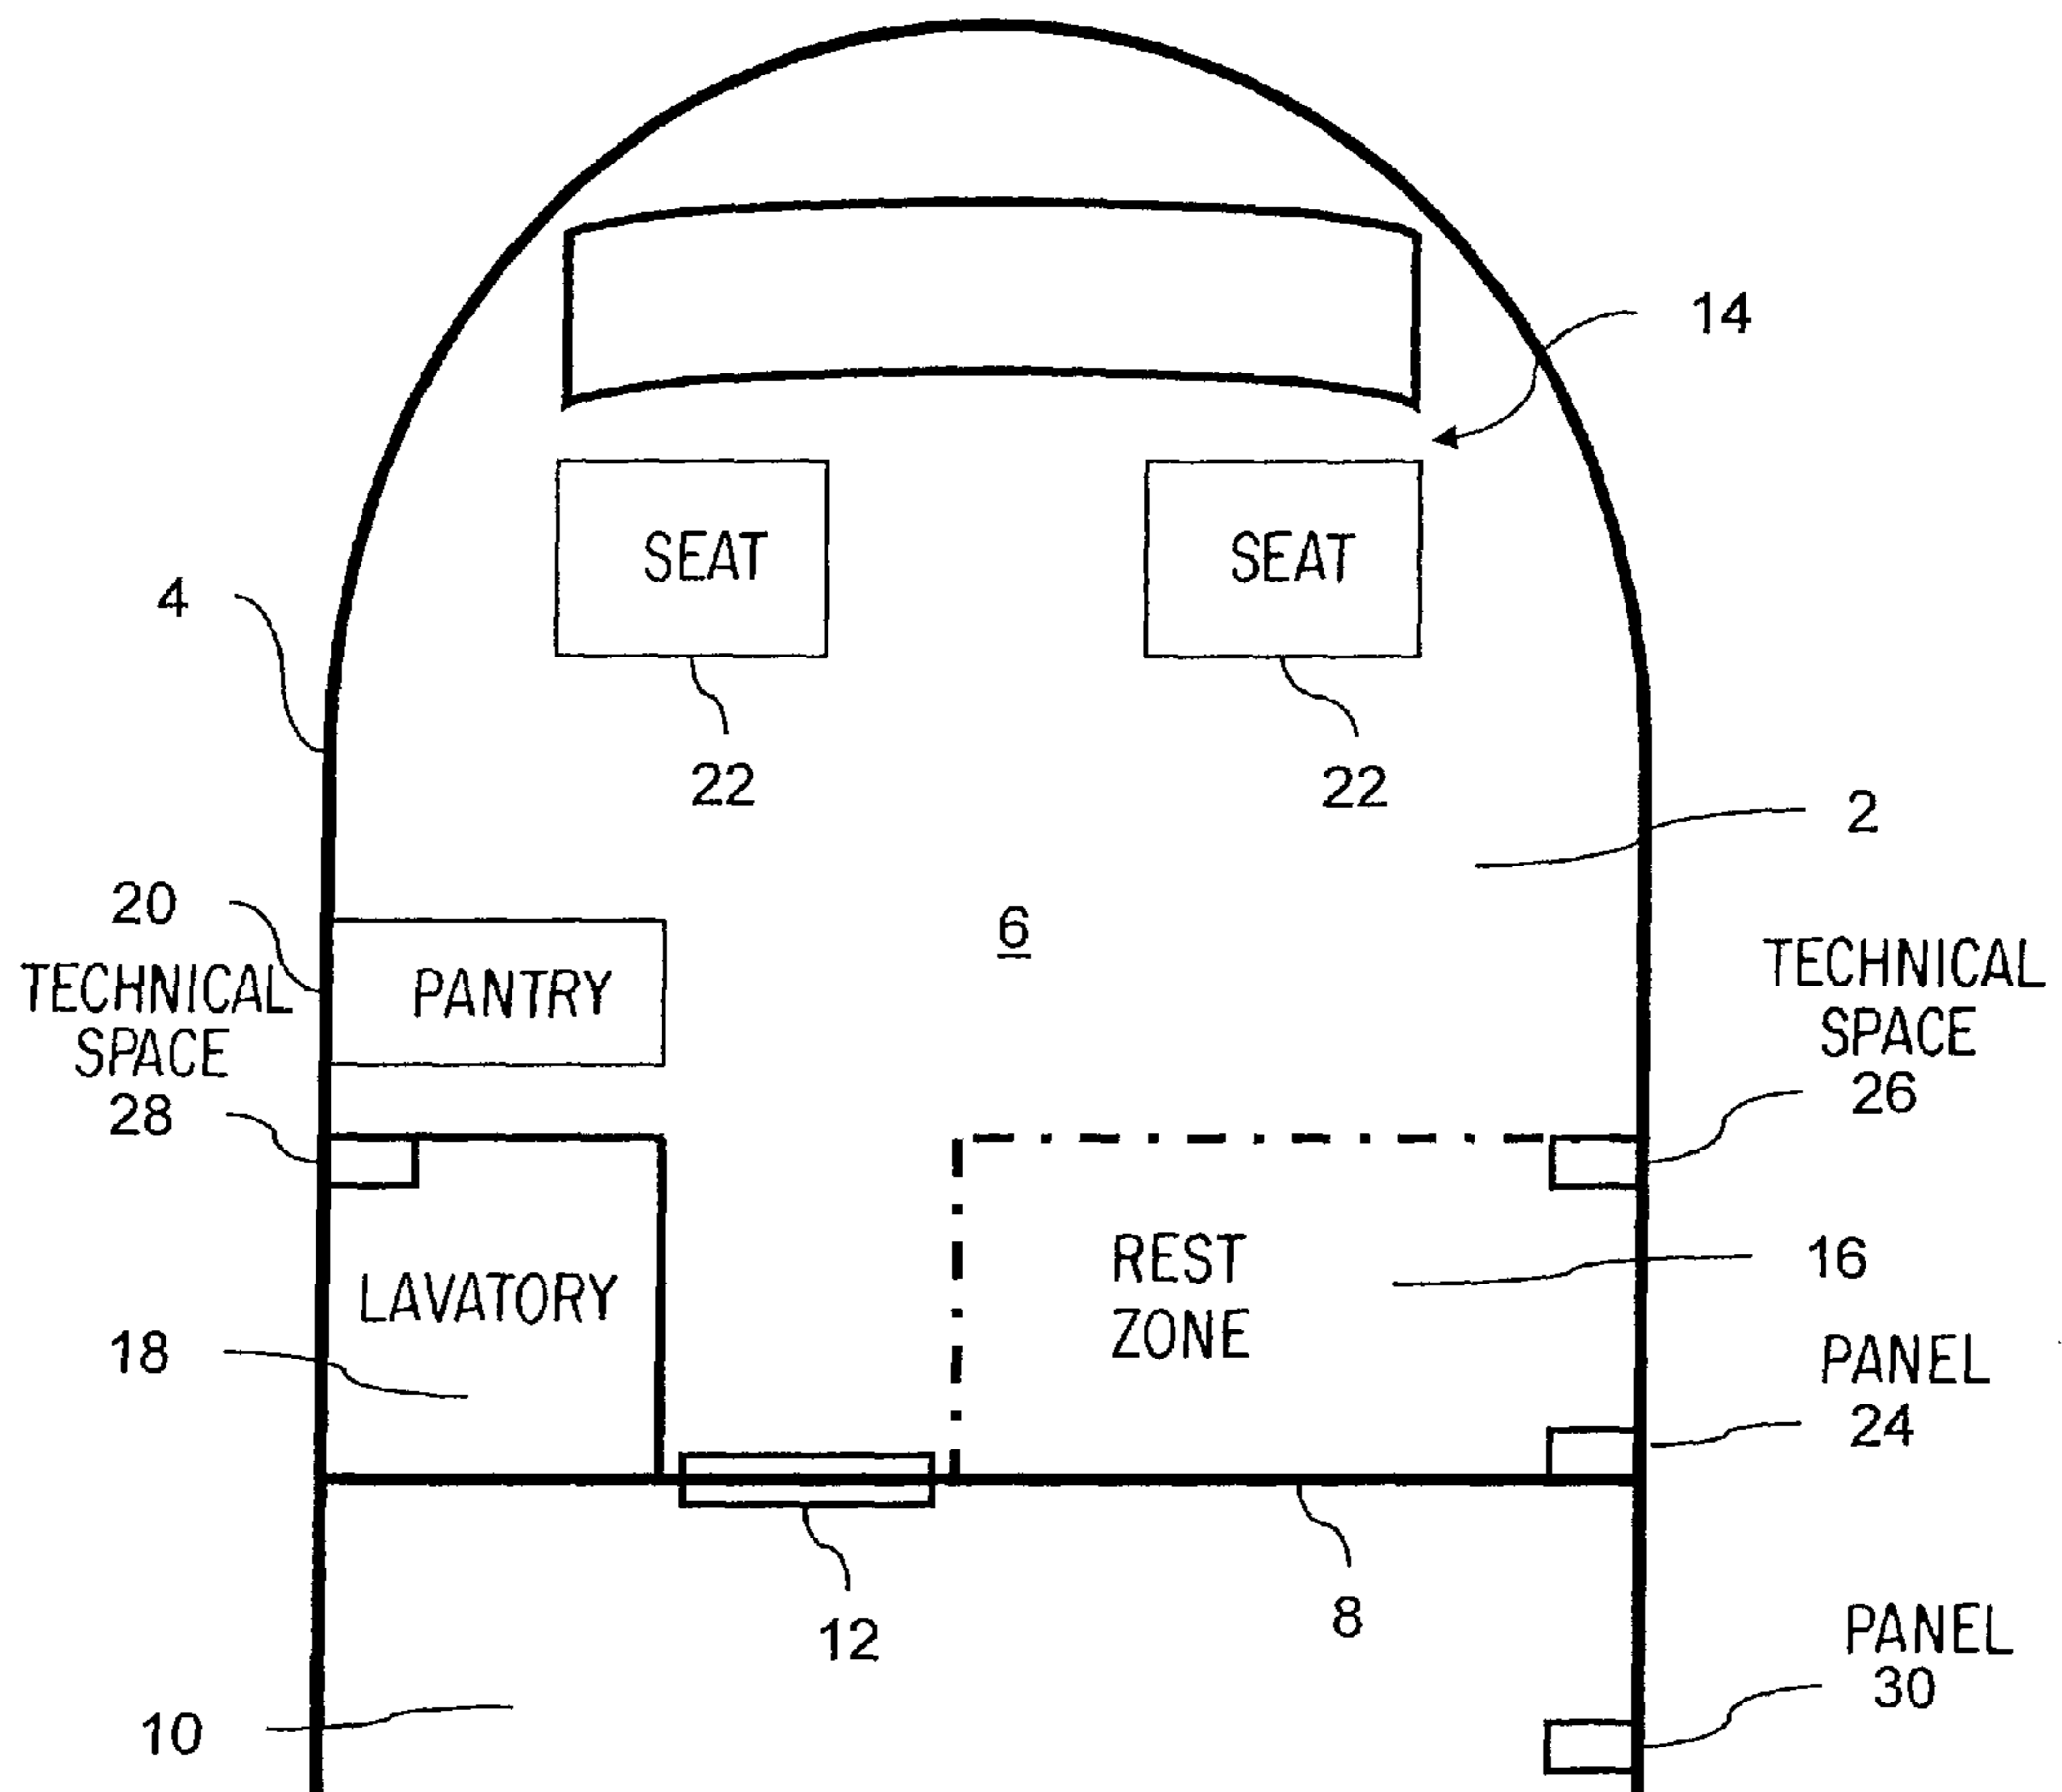 14
SEAT
SEAT
4
22
22
2
20
6
TECHNICAL
SPACE
28
PANTRY
TECHNICAL
SPACE
26
REST
ZONE
16
LAVATORY
18
PANEL
24
12
8
PANEL
30
10